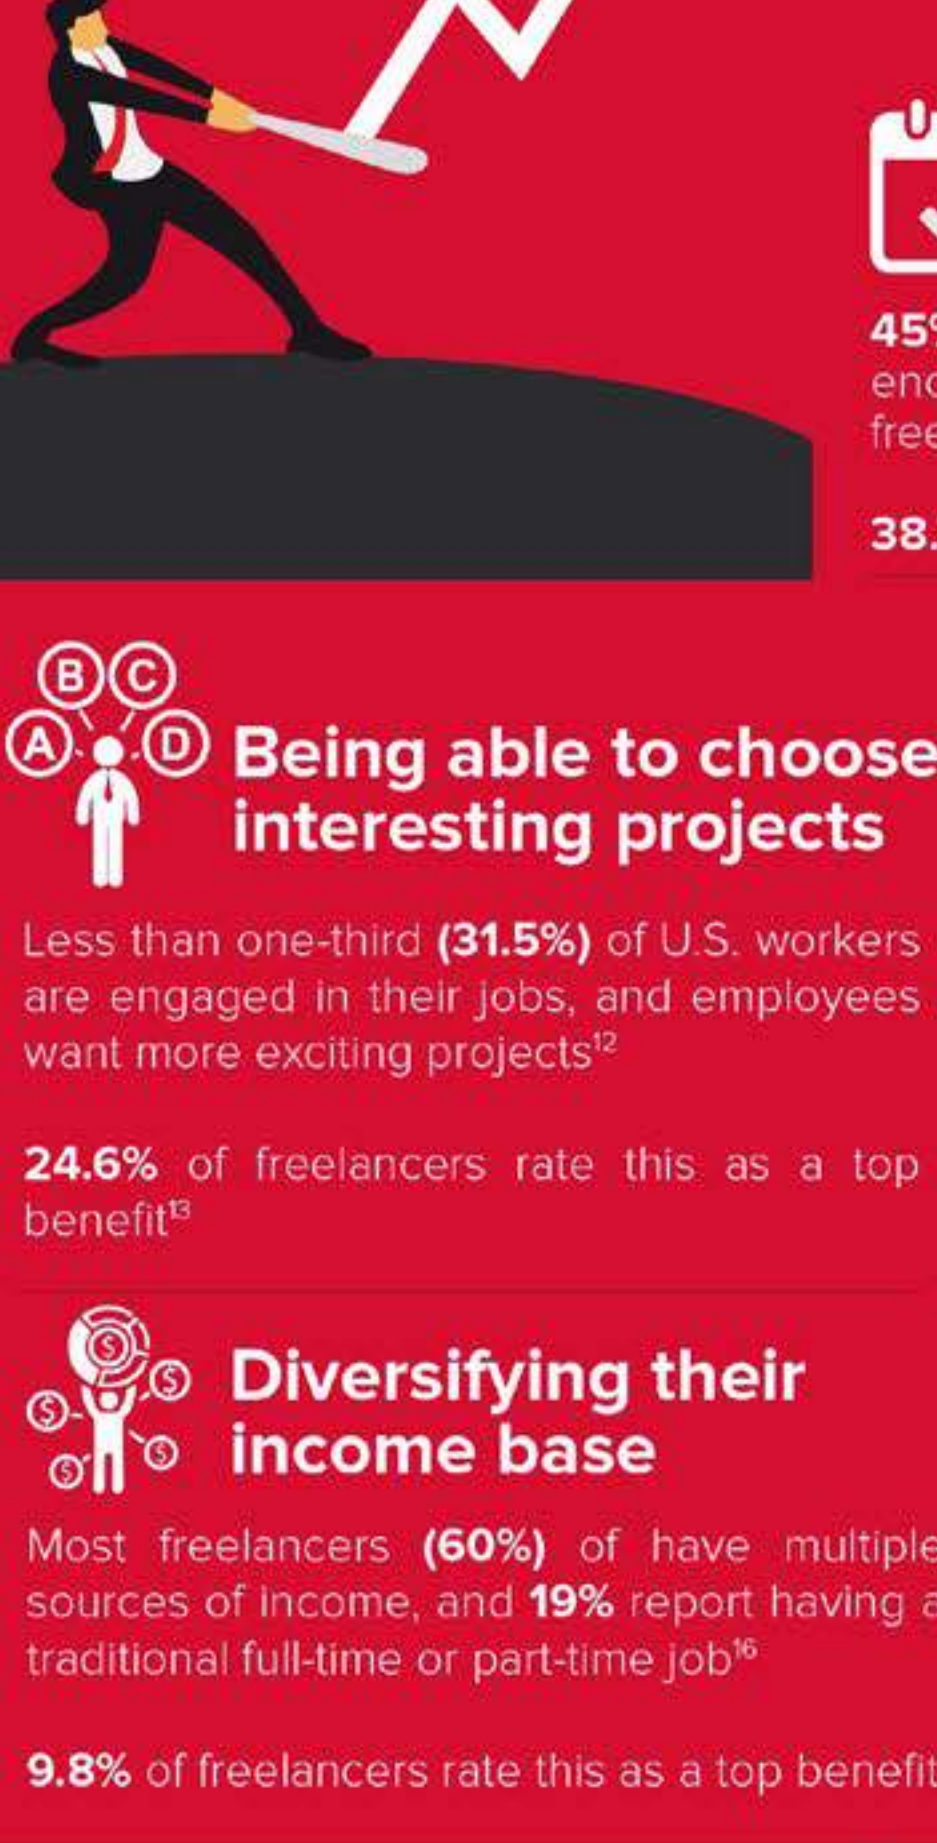 45%
38.
B C
A D
Being able to choose
interesting projects
Less than one-third (31.5%) of U.S. workers
are engaged in their jobs, and employees
want more exciting projects¹²
24.6% of freelancers rate this as a top
benefit¹³
Diversifying their
income base
Most freelancers (60%) of have multiple
sources of income, and 19% report having a
traditional full-time or part-time job¹⁶
9.8% of freelancers rate this as a top benefit